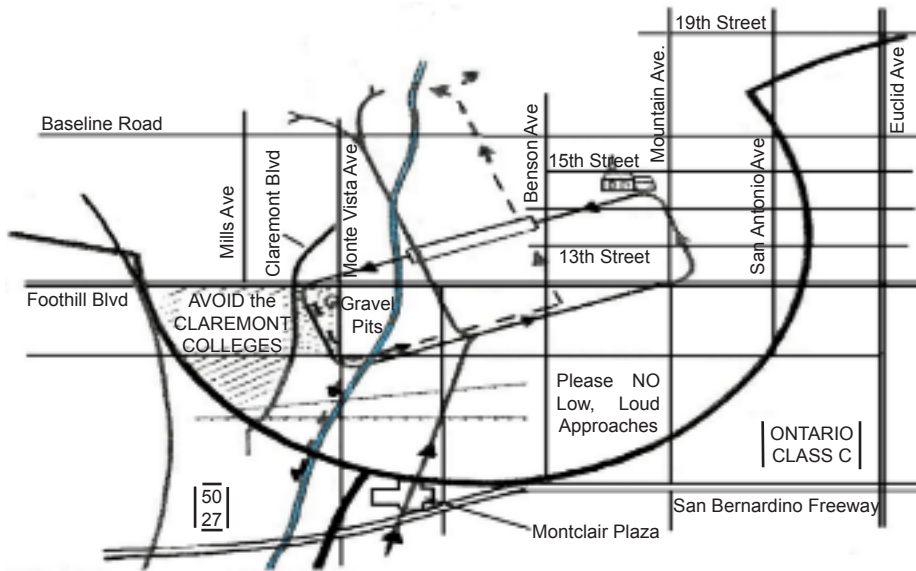 19th Street
Mountain Ave.
Euclid Ave
Baseline Road
Benson Ave
Monte Vista Ave.
15th Street
San Antonio Ave
Mills Ave
Claremont Blvd
13th Street
Foothill Blvd
AVOID the
CLAREMONT
COLLEGES
Gravel
Pits
Please NO
Low, Loud
Approaches
ONTARIO
CLASS C
50
27
San Bernardino Freeway
Montclair Plaza